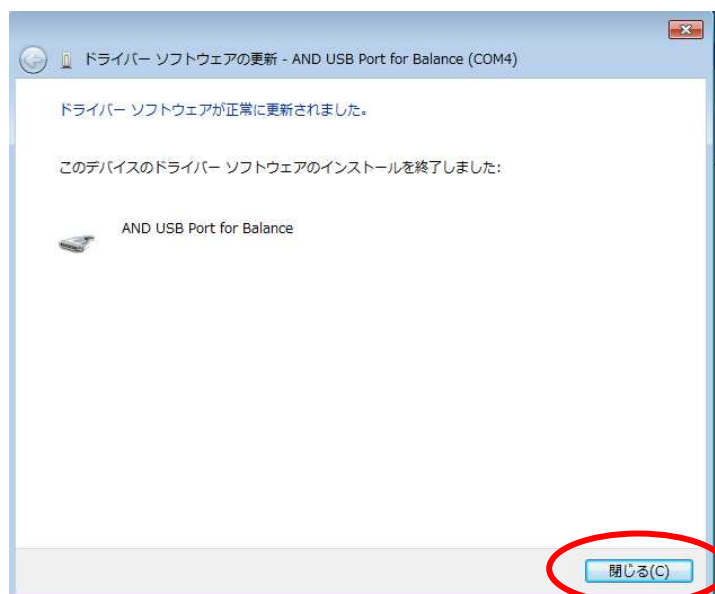 ドライバー ソフトウェアの更新 - AND USB Port for Balance (COM4)
ドライバー ソフトウェアが正常に更新されました。
このデバイスのドライバー ソフトウェアのインストールを終了しました:
AND USB Port for Balance
閉じる(C)